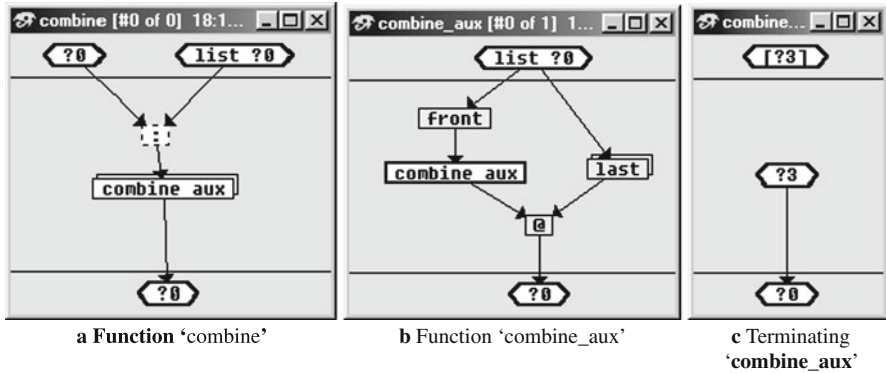 combine [#0 of 0] 18:1...
?0
list ?0
::
combine aux
?0
a Function ‘combine’
combine_aux [#0 of 1] 1...
list ?0
front
combine aux
last
@
?0
b Function ‘combine_aux’
combine...
[?3]
?3
?0
c Terminating
‘combine_aux’